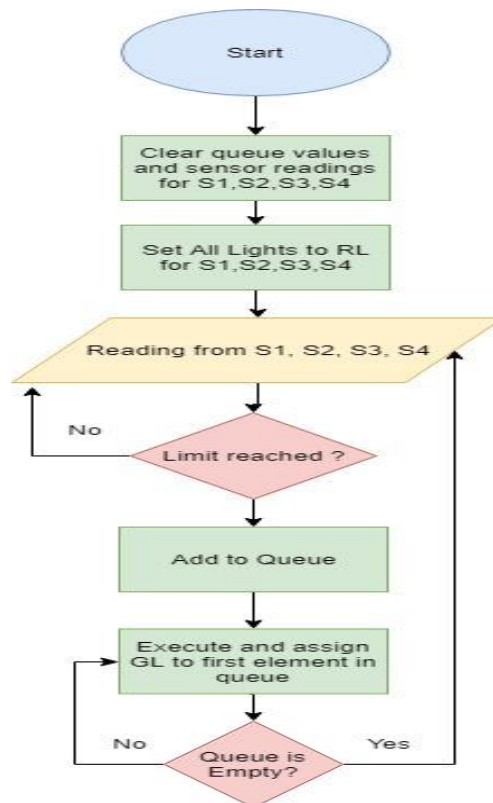 Start
Clear queue values
and sensor readings
for S1,S2,S3,S4
Set All Lights to RL
for S1,S2,S3,S4
Reading from S1, S2, S3, S4
No
Limit reached ?
Add to Queue
Execute and assign
GL to first element in
queue
No
Queue is
Empty?
Yes